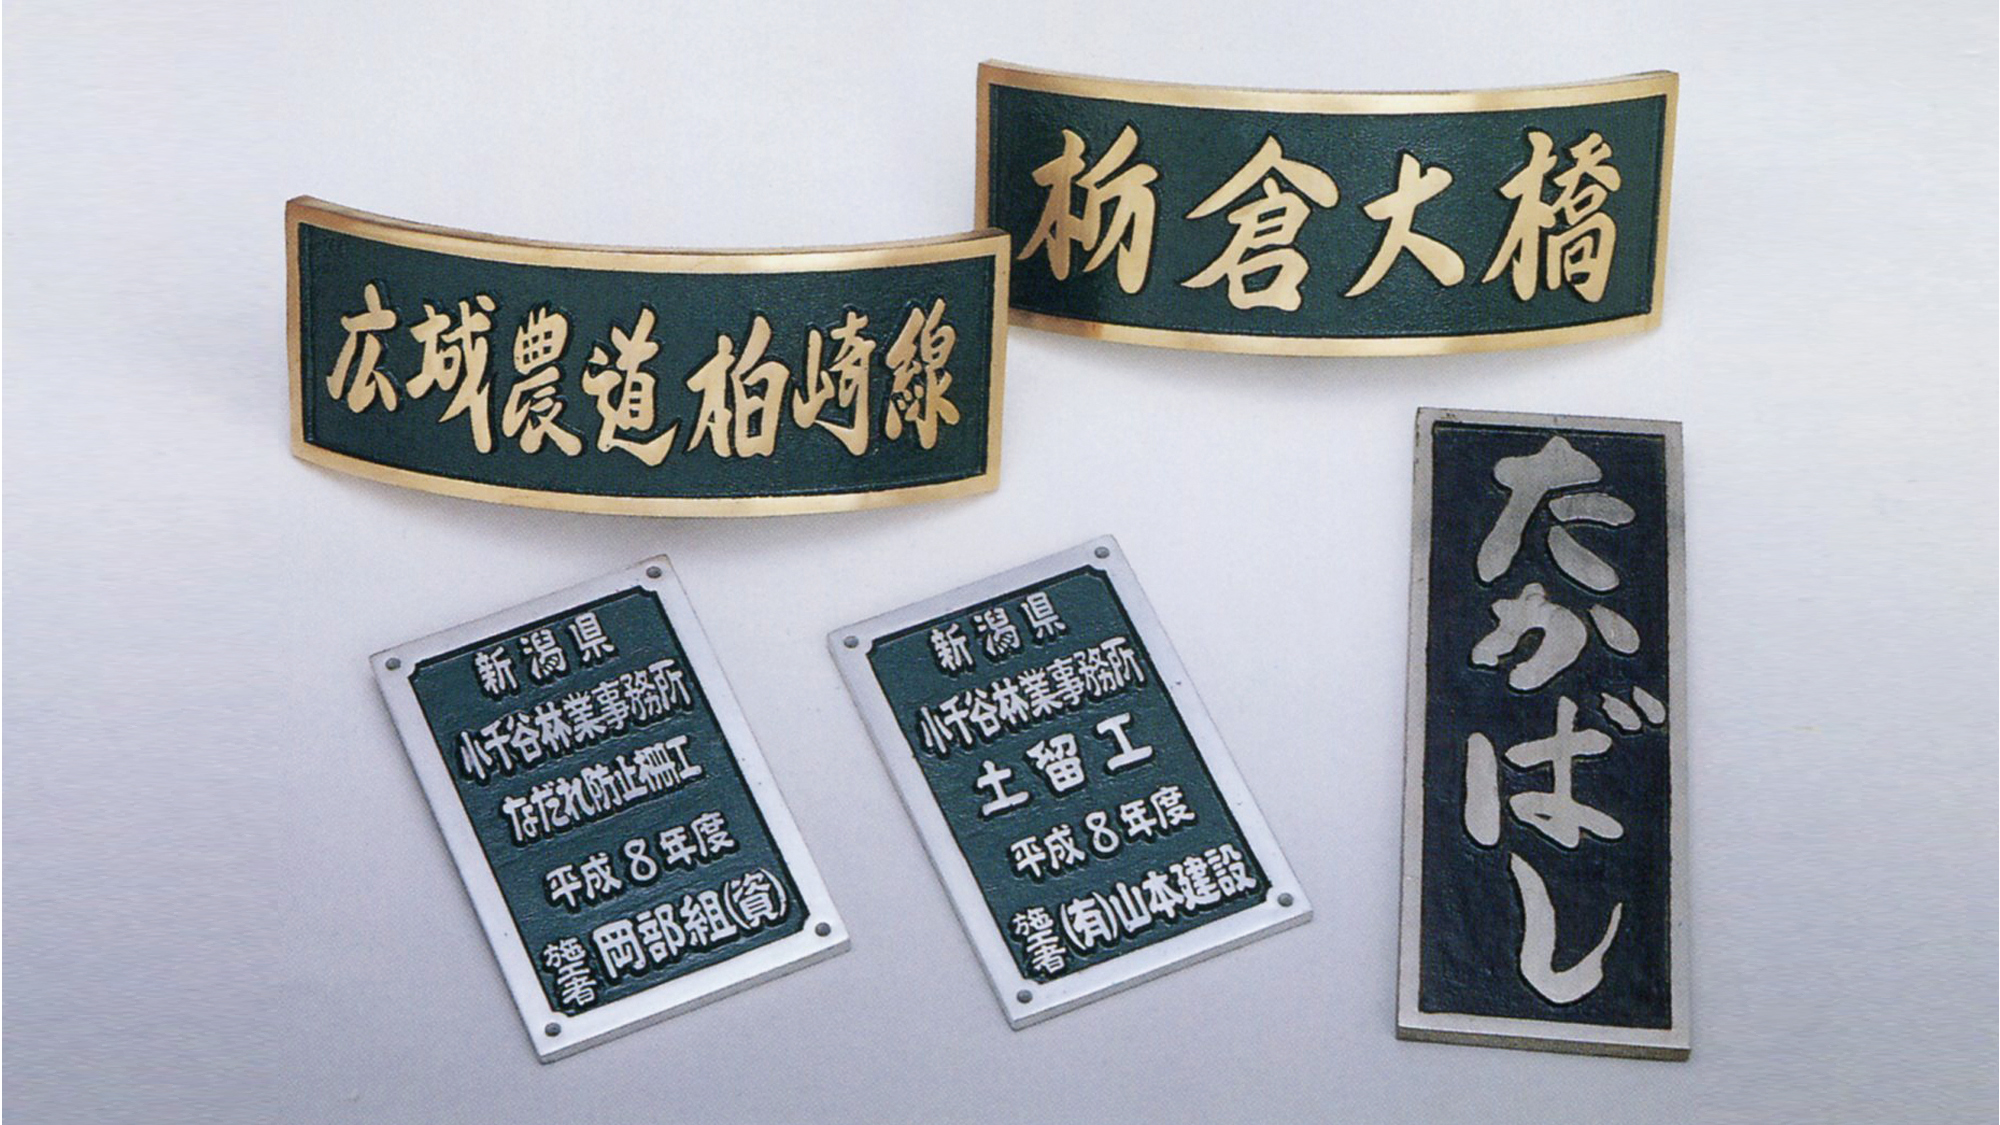 栃倉大橋
広域農道柏崎線
たかばし
新潟県
小千谷林業事務所
なだれ防止棚工
平成8年度
施工者 岡部組(資)
新潟県
小千谷林業事務所
土留工
平成8年度
施工者 (有)山本建設